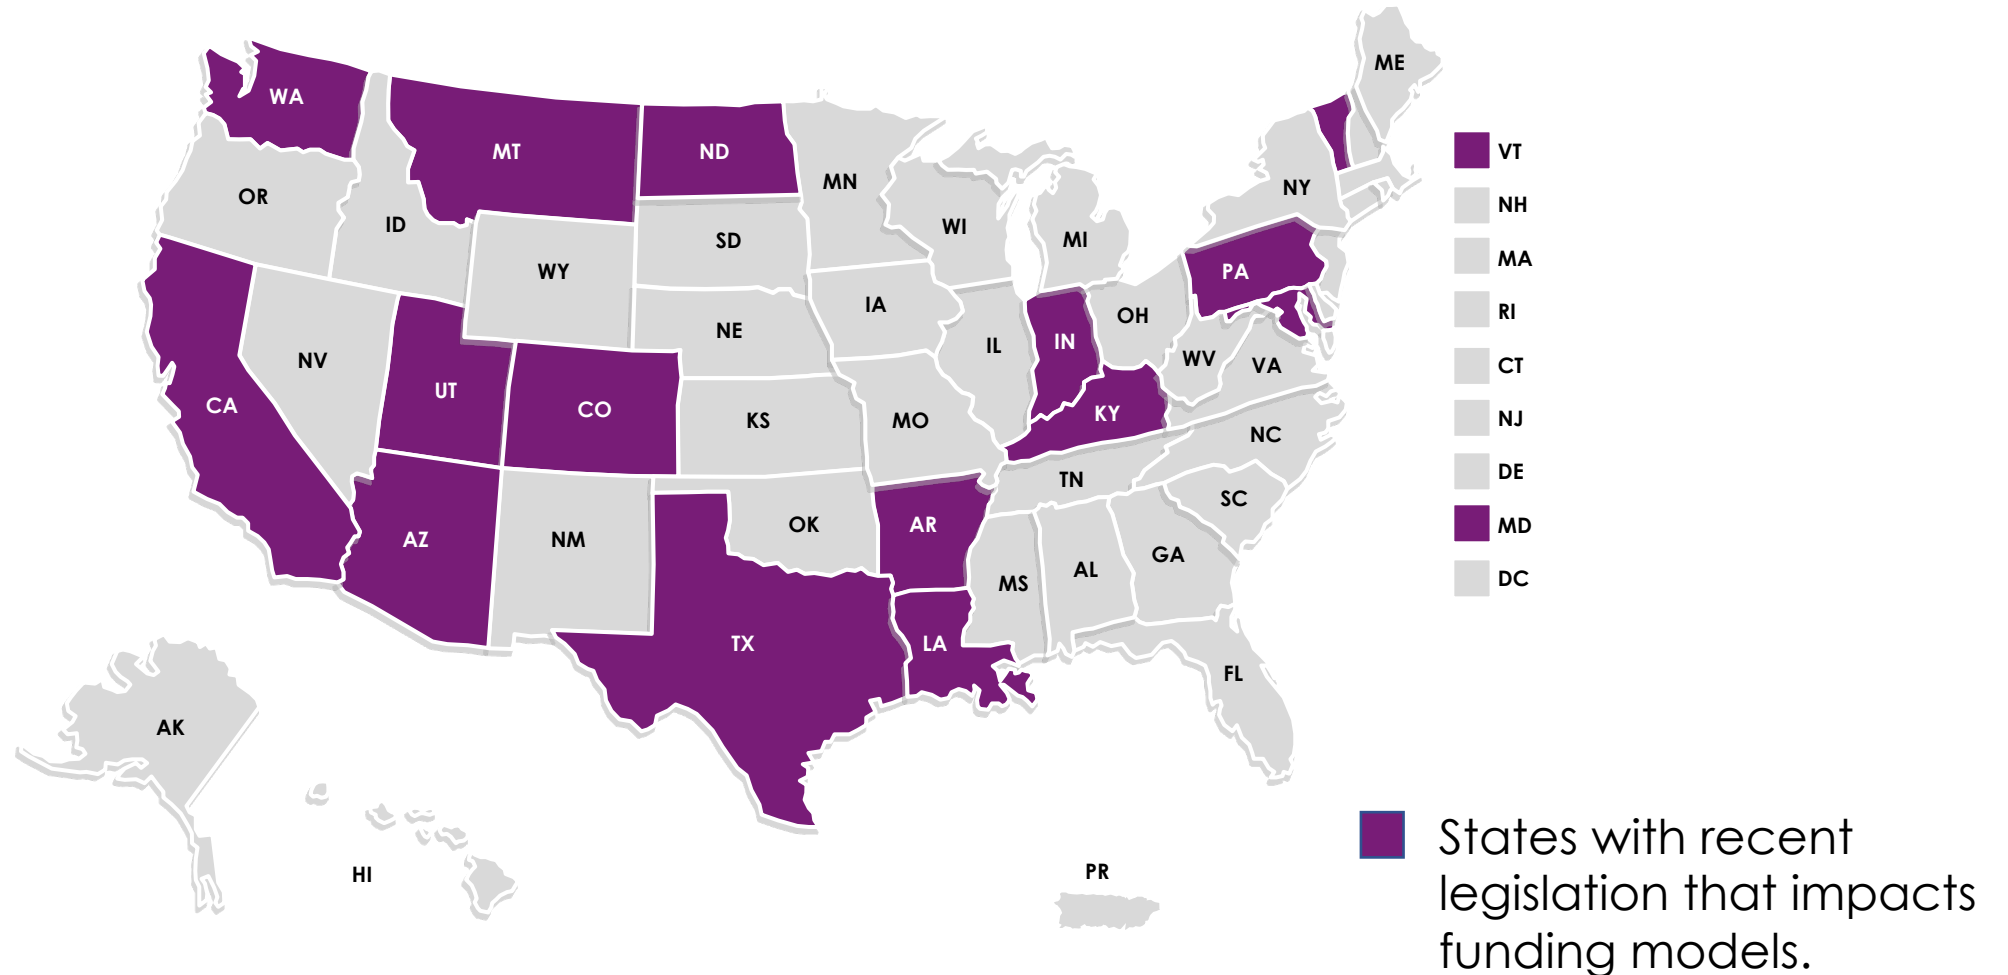 WA
MT
ND
MN
OR
ID
SD
WY
WI
MI
NY
ME
IA
NE
NV
UT
CO
CA
KS
MO
IL
IN
OH
PA
WV
VA
KY
NC
TN
SC
AZ
NM
OK
AR
MS
AL
GA
TX
LA
FL
AK
HI
PR
VT
NH
MA
RI
CT
NJ
DE
MD
DC
States with recent
legislation that impacts
funding models.